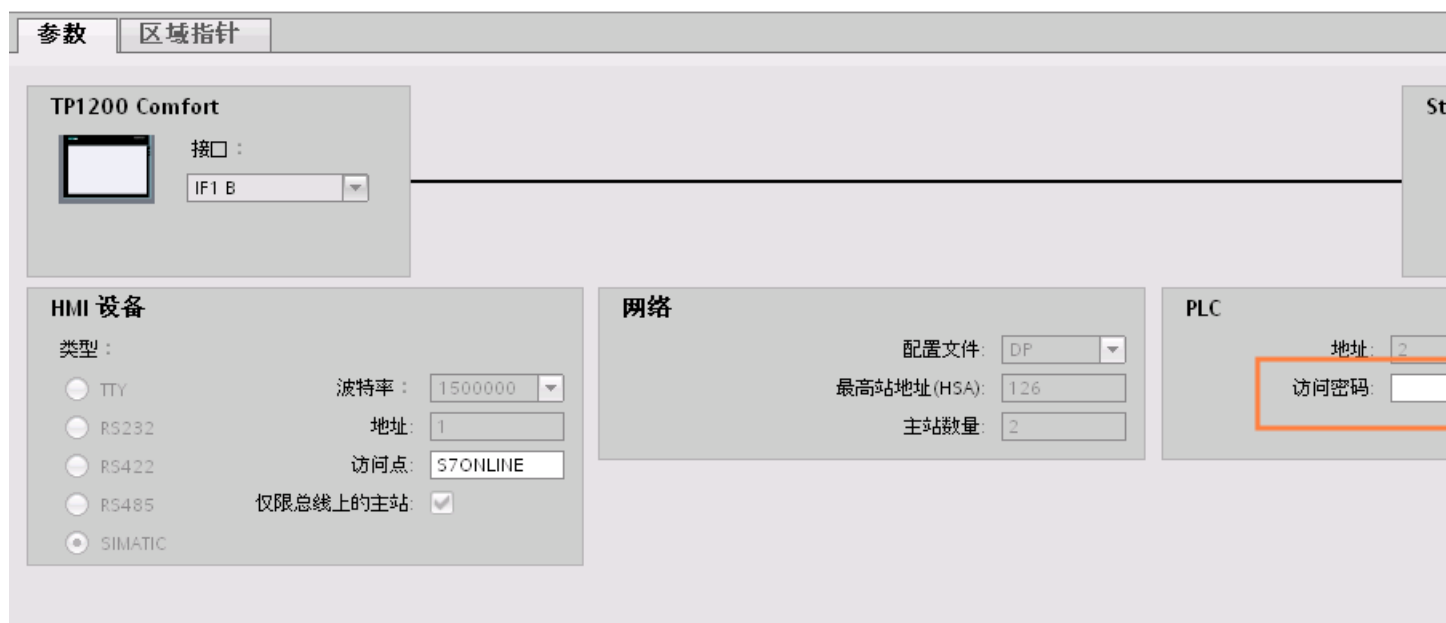 参数 区域指针
TP1200 Comfort
接口：
IF1 B
St
HMI 设备
类型：
TTY
RS232
RS422
RS485
SIMATIC
波特率： 1500000
地址: 1
访问点: S7ONLINE
仅限总线上的主站:
网络
配置文件: DP
最高站地址(HSA): 126
主站数量: 2
PLC
地址: 2
访问密码: